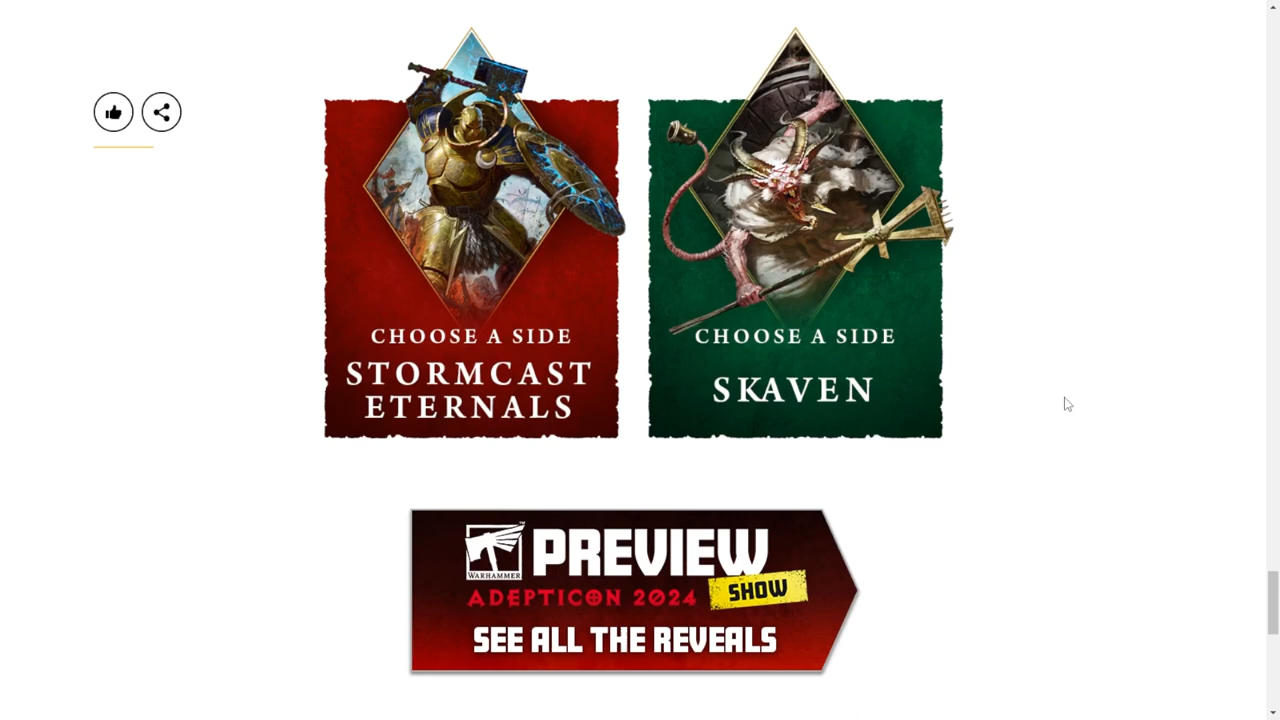 CHOOSE A SIDE
STORMCAST
ETERNALS
CHOOSE A SIDE
SKAVEN
WARHAMMER
PREVIEW
SHOW
ADEPTICON 2024
SEE ALL THE REVEALS